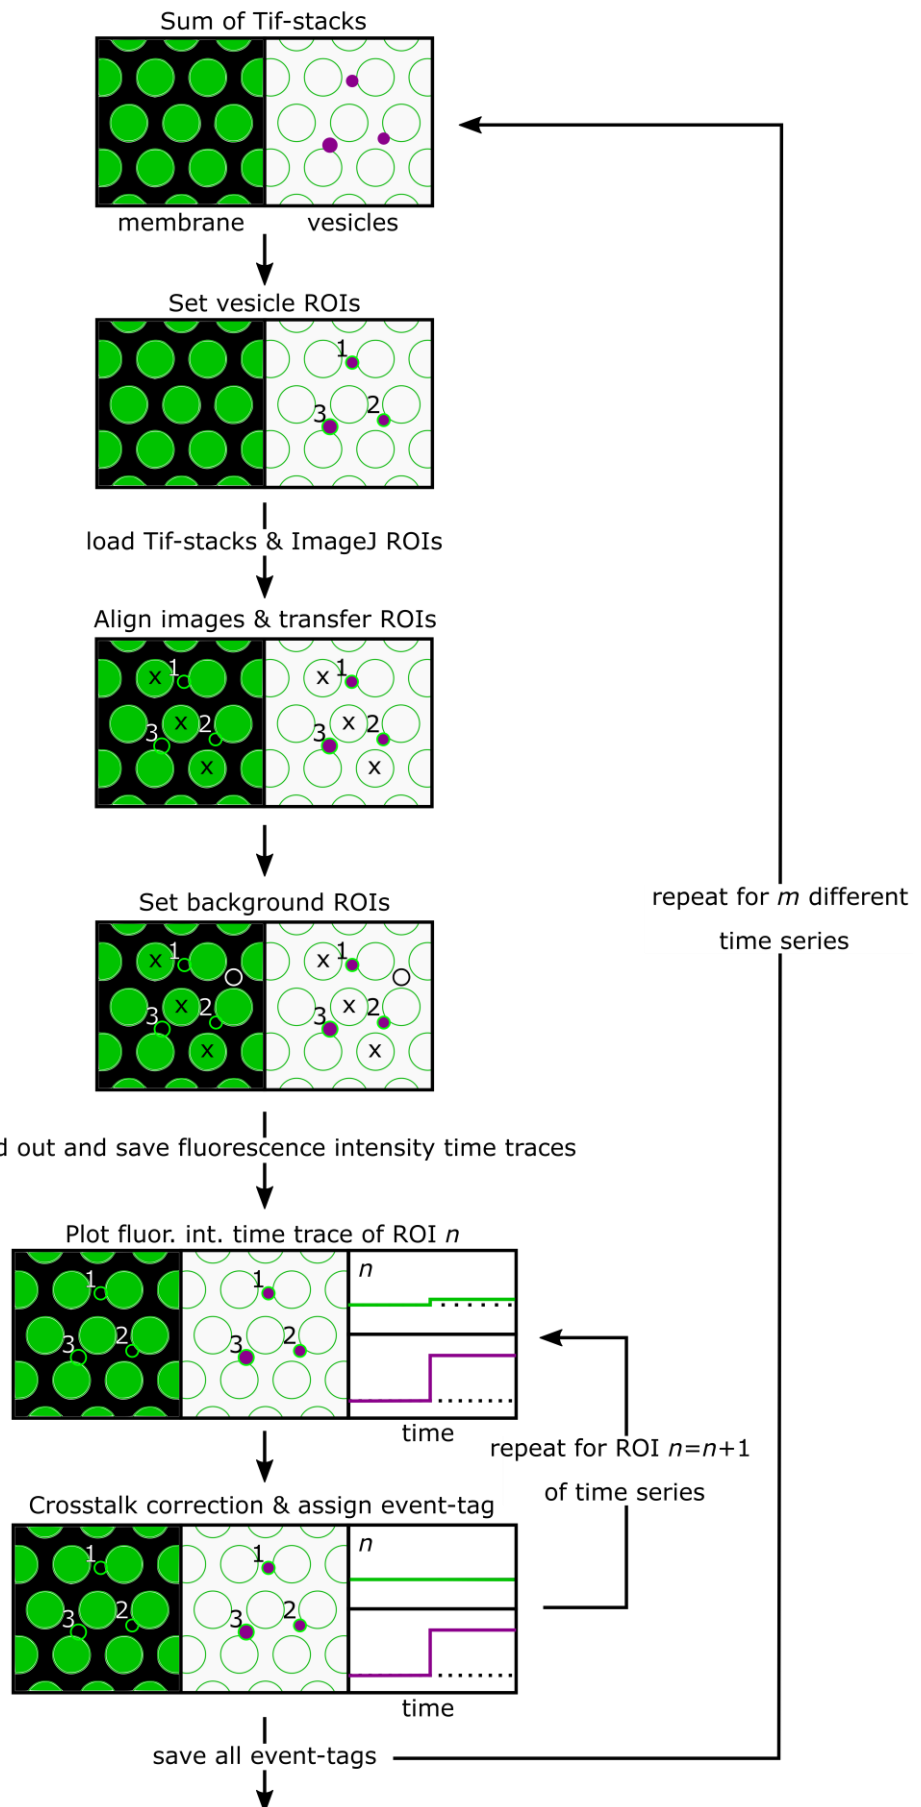 Sum of Tif-stacks
membrane vesicles
Set vesicle ROIs
1
3 2
load Tif-stacks & ImageJ ROIs
Align images & transfer ROIs
x 1 x 1
3 x 2 3 x 2
x x
repeat for m different
time series
Set background ROIs
x 1 x 1
3 x 2 3 x 2
x x
out and save fluorescence intensity time traces
Plot fluor. int. time trace of ROI n
1 1 n
3 2 3 2
time
repeat for ROI n=n+1
of time series
Crosstalk correction & assign event-tag
1 1 n
3 2 3 2
time
save all event-tags